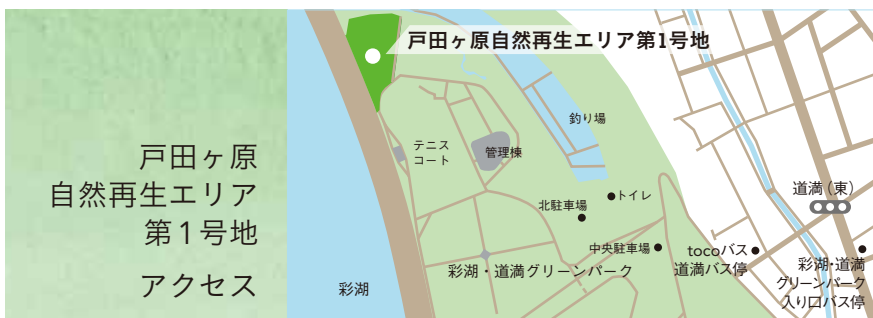 戸田ヶ原
自然再生エリア
第1号地
アクセス
戸田ヶ原自然再生エリア第1号地
釣り場
テニス
コート
管理棟
トイレ
北駐車場
道満（東）
中央駐車場
tocoバス
道満バス停
彩湖・道満グリーンパーク
彩湖
彩湖・道満
グリーンパーク
入り口バス停